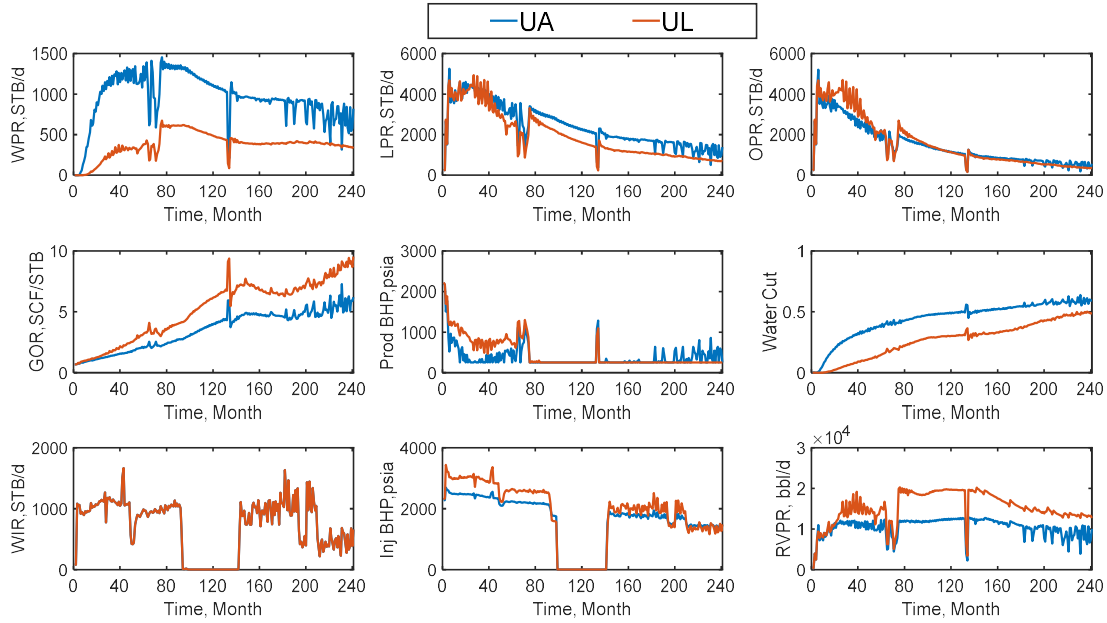 UA UL
1500
1000
500
0
WPR,STB/d
0 40 80 120 160 200 240
Time, Month
6000
4000
2000
0
LPR,STB/d
0 40 80 120 160 200 240
Time, Month
6000
4000
2000
0
OPR,STB/d
0 40 80 120 160 200 240
Time, Month
10
5
0
GOR,SCF/STB
0 40 80 120 160 200 240
Time, Month
3000
2000
1000
0
Prod BHP,psia
0 40 80 120 160 200 240
Time, Month
1
0.5
0
Water Cut
0 40 80 120 160 200 240
Time, Month
2000
1000
0
WIR,STB/d
0 40 80 120 160 200 240
Time, Month
4000
2000
0
Inj BHP,psia
0 40 80 120 160 200 240
Time, Month
×10⁴
3
2
1
0
RVPR, bbl/d
0 40 80 120 160 200 240
Time, Month